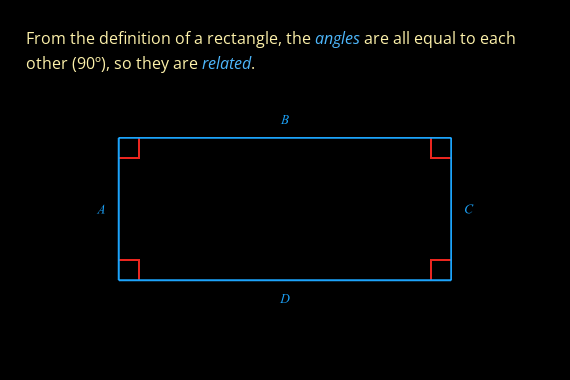 From the definition of a rectangle, the angles are all equal to each
other (90º), so they are related.
B
A
C
D